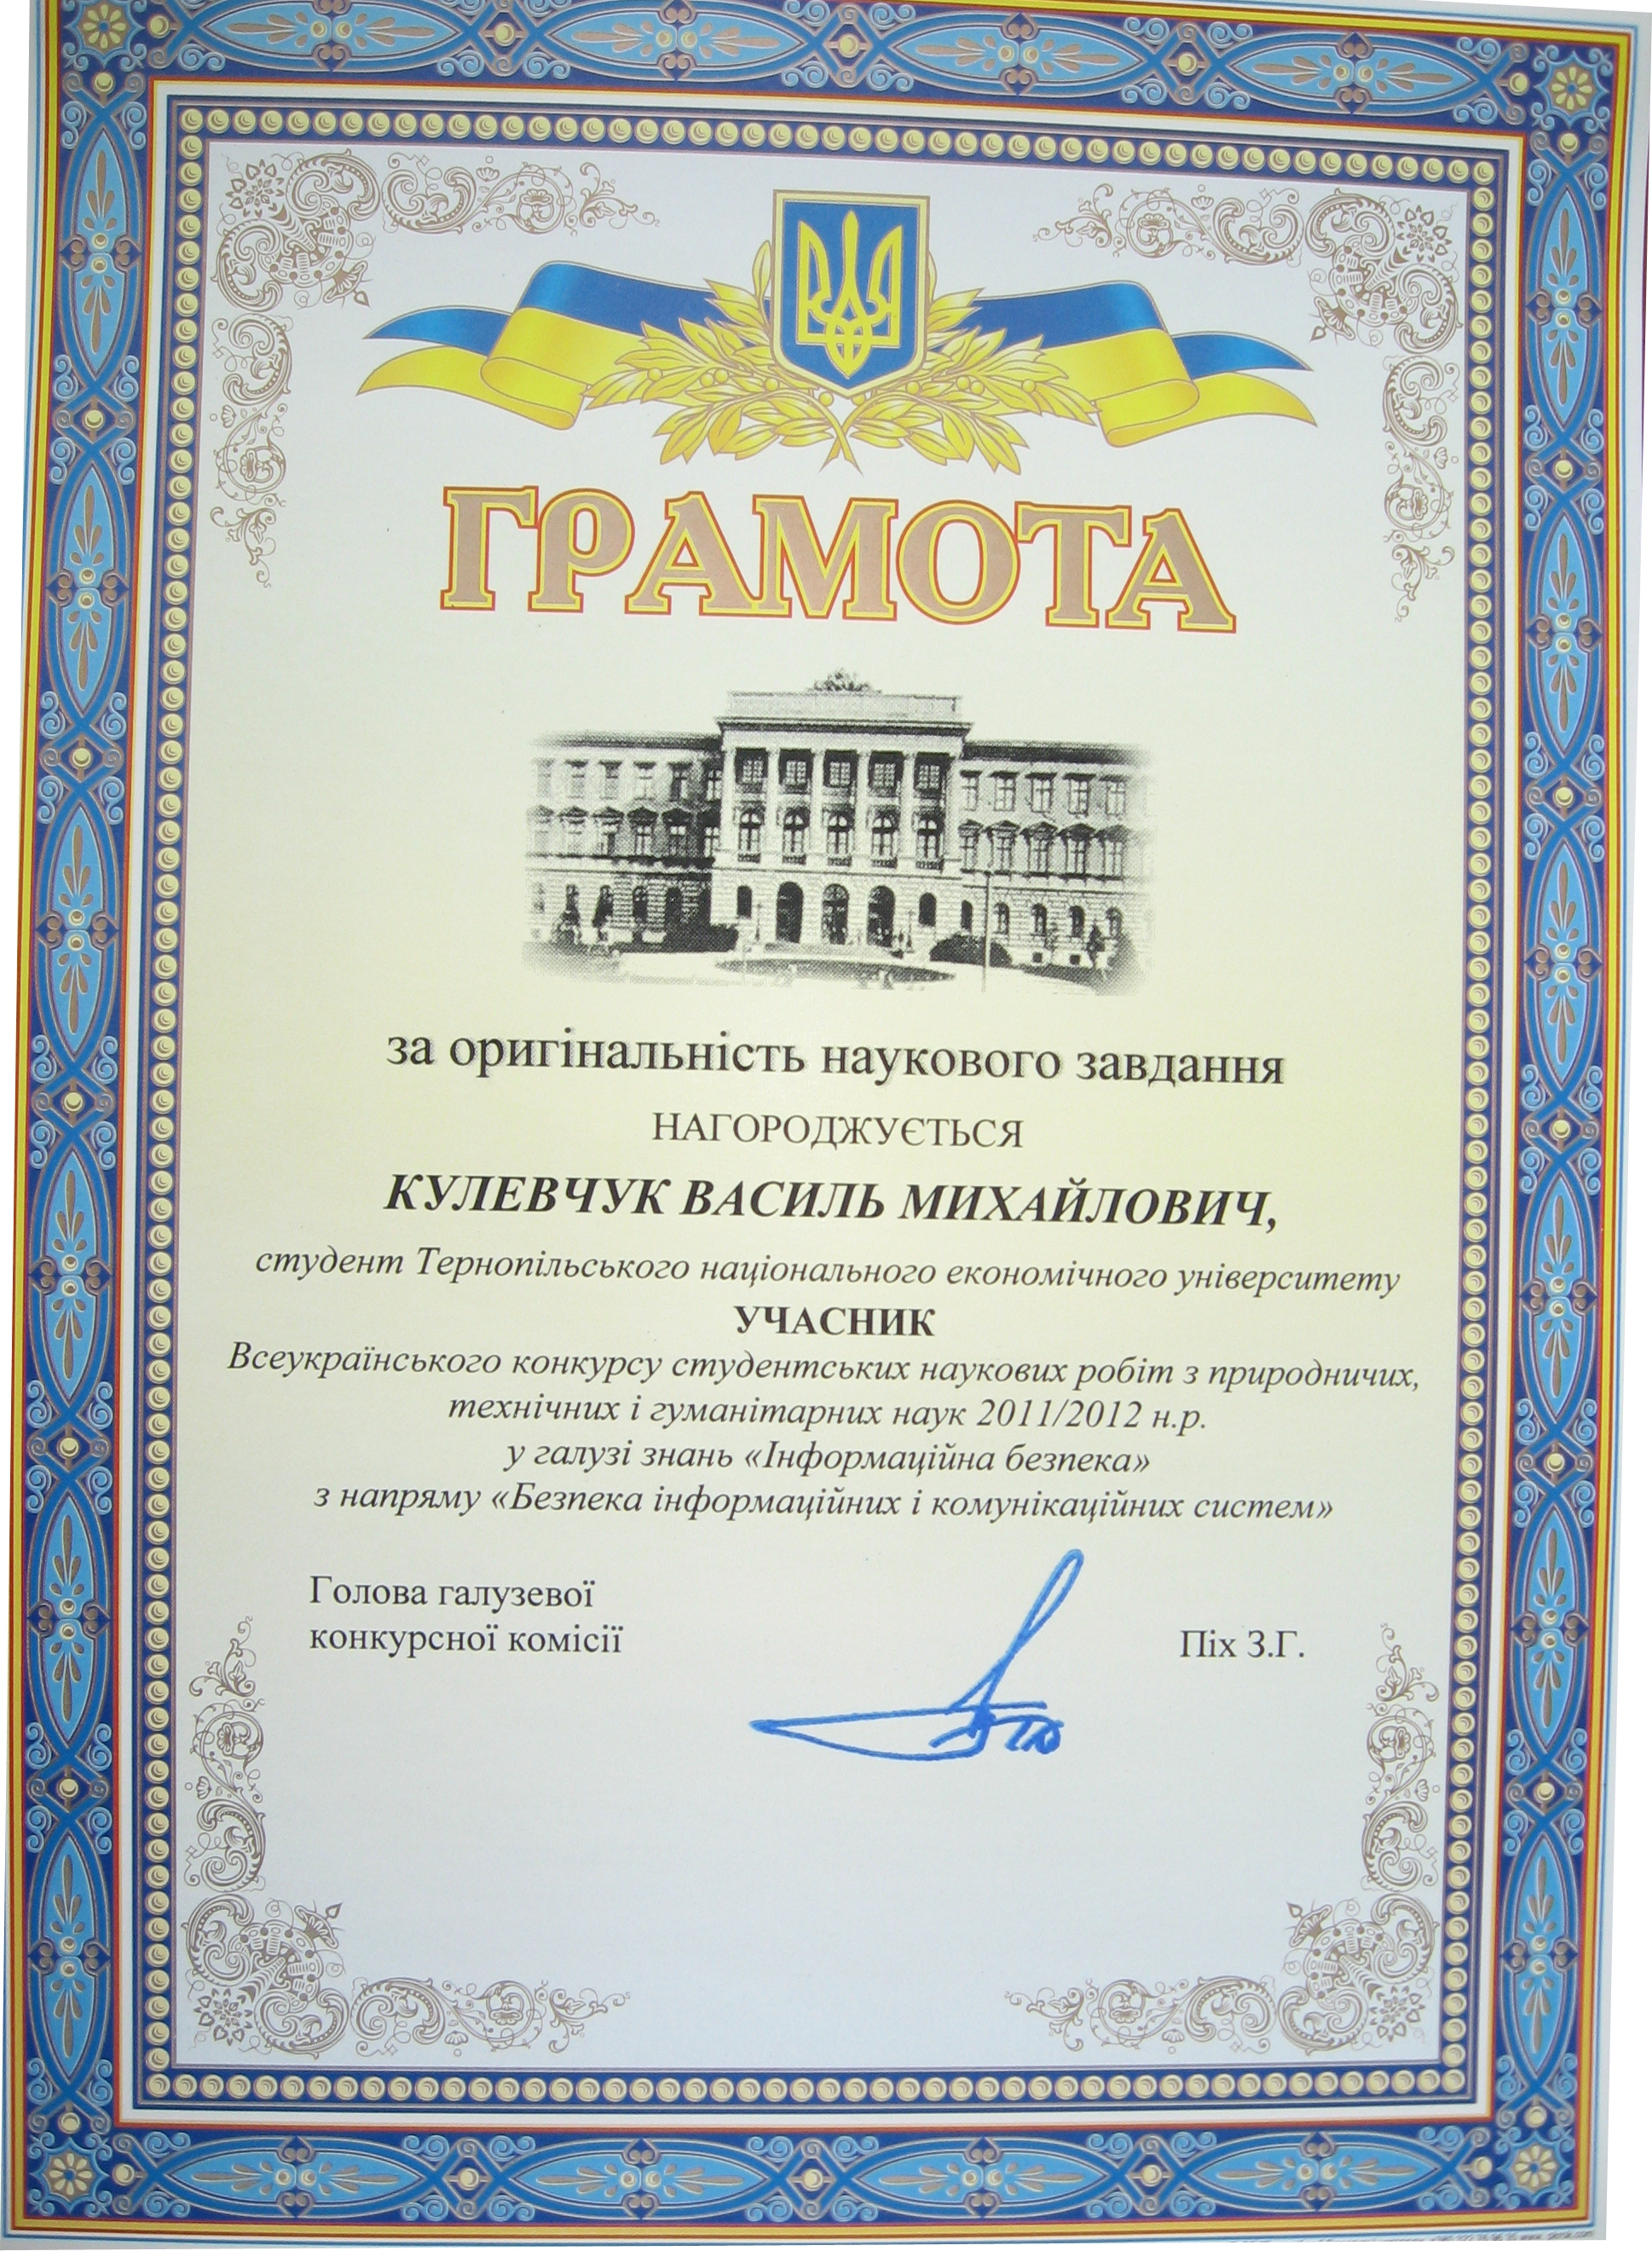 ГРАМОТА
за оригінальність наукового завдання
НАГОРОДЖУЄТЬСЯ
КУЛЕВЧУК ВАСИЛЬ МИХАЙЛОВИЧ,
студент Тернопільського національного економічного університету
УЧАСНИК
Всеукраїнського конкурсу студентських наукових робіт з природничих,
технічних і гуманітарних наук 2011/2012 н.р.
у галузі знань «Інформаційна безпека»
з напряму «Безпека інформаційних і комунікаційних систем»
Голова галузевої
конкурсної комісії
Піх З.Г.